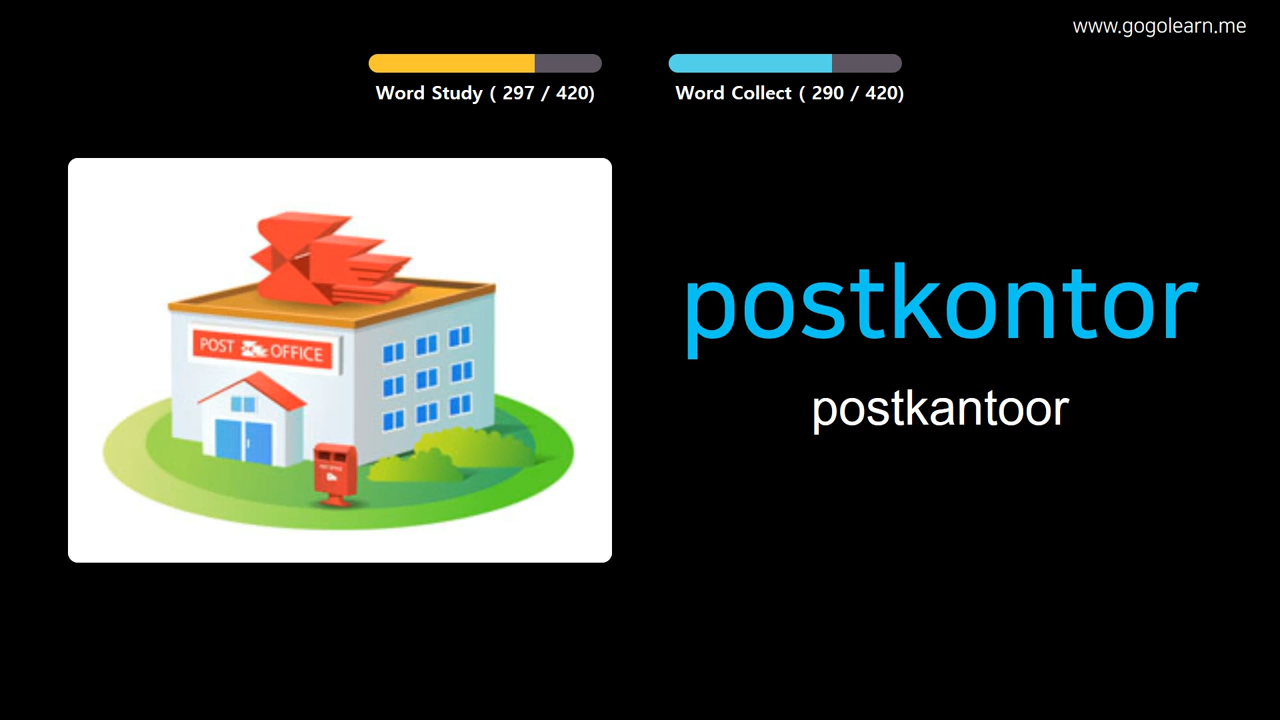 www.gogolearn.me
Word Study ( 297 / 420)
Word Collect ( 290 / 420)
POST OFFICE
postkontor
postkantoor